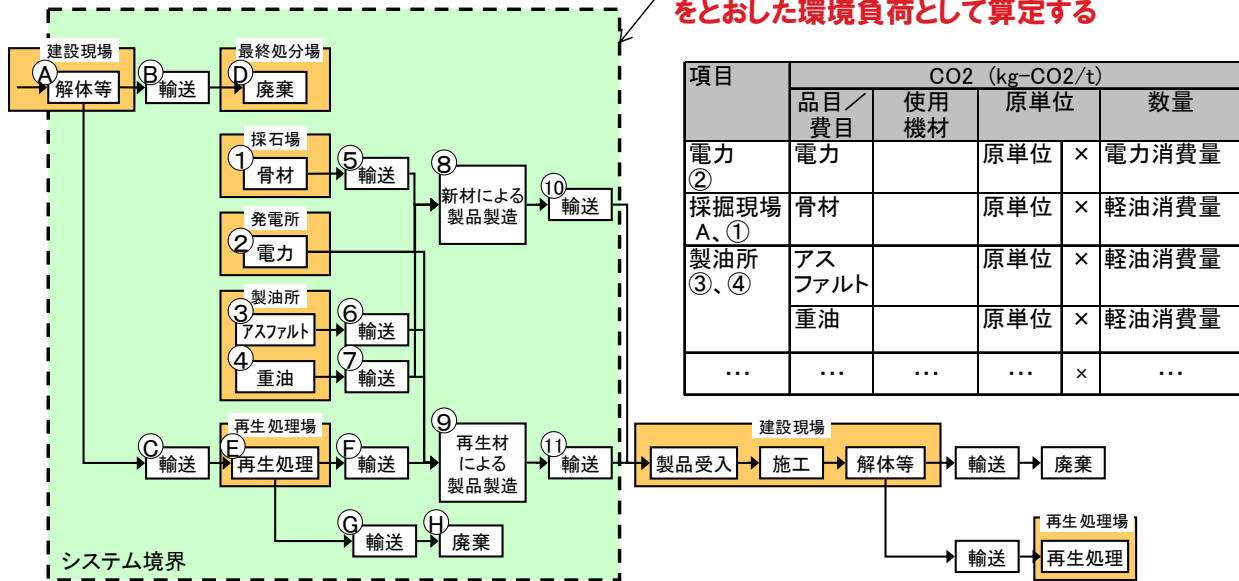 をとおした環境負荷として算定する
建設現場
Ⓐ
解体等
Ⓑ
輸送
最終処分場
Ⓓ
廃棄
採石場
①
骨材
⑤
輸送
発電所
②
電力
製油所
③
アスファルト
⑥
輸送
④
重油
⑦
輸送
⑧
新材による
製品製造
⑩
輸送
Ⓒ
輸送
再生処理場
Ⓔ
再生処理
Ⓕ
輸送
⑨
再生材
による
製品製造
⑪
輸送
Ⓖ
輸送
Ⓗ
廃棄
システム境界
項目
CO2 (kg-CO2/t)
品目／
費目
使用
機材
原単位
数量
電力
②
電力
原単位 × 電力消費量
採掘現場
A、①
骨材
原単位 × 軽油消費量
製油所
③、④
アス
ファルト
原単位 × 軽油消費量
重油
原単位 × 軽油消費量
… … … … × …
建設現場
製品受入
施工
解体等
輸送
廃棄
輸送
再生処理場
再生処理